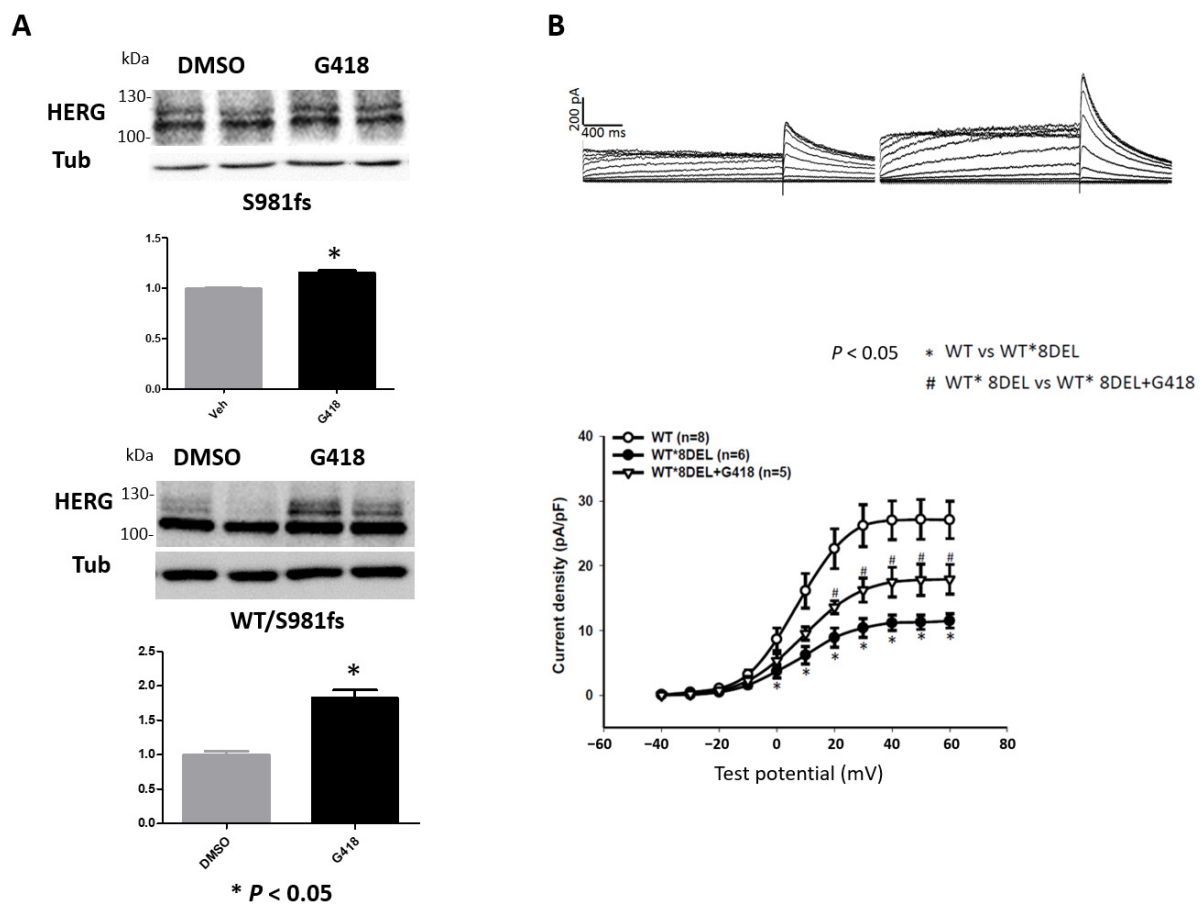 A
kDa
DMSO G418
130-
HERG
100-
Tub
S981fs
1.5
1.0
0.5
0.0
Veh
G418
kDa
DMSO G418
130-
HERG
100-
Tub
WT/S981fs
2.5
2.0
1.5
1.0
0.5
0.0
DMSO
G418
* P < 0.05
B
200 pA
400 ms
P < 0.05 * WT vs WT*8DEL
# WT* 8DEL vs WT* 8DEL+G418
WT (n=8)
WT*8DEL (n=6)
WT*8DEL+G418 (n=5)
40
30
20
10
0
Current density (pA/pF)
# # # # #
* * * * * * *
−60 −40 −20 0 20 40 60 80
Test potential (mV)